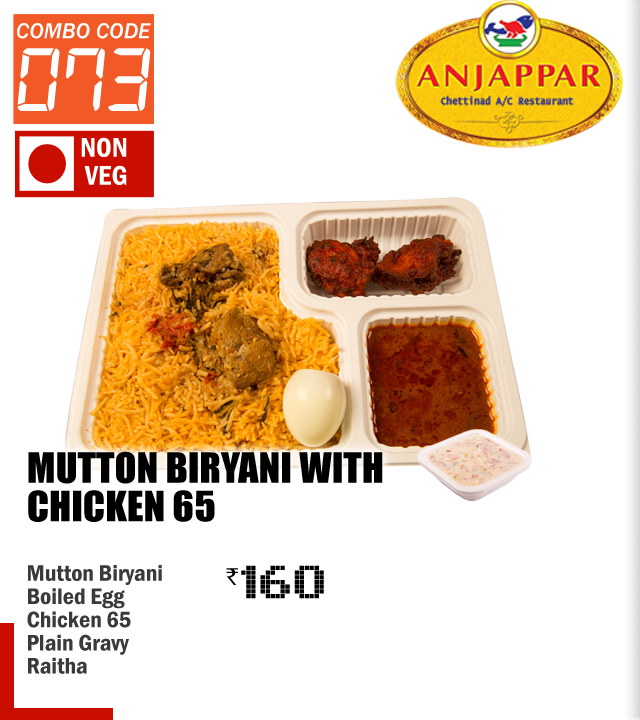 COMBO CODE
073
NON
VEG
ANJAPPAR
Chettinad A/C Restaurant
MUTTON BIRYANI WITH
CHICKEN 65
Mutton Biryani
Boiled Egg
Chicken 65
Plain Gravy
Raitha
₹160